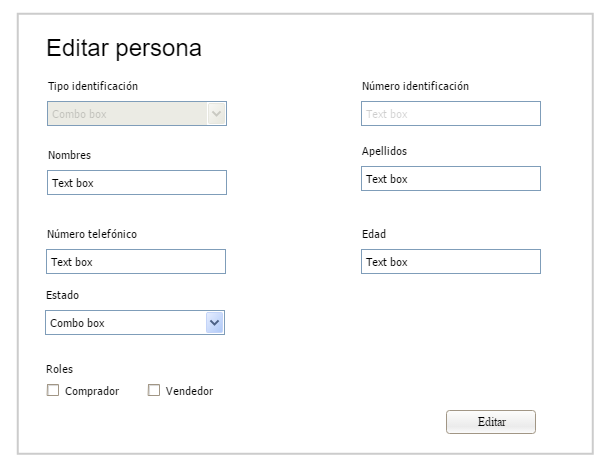 Editar persona
Tipo identificación
Número identificación
Combo box
Text box
Nombres
Apellidos
Text box
Text box
Número telefónico
Edad
Text box
Text box
Estado
Combo box
Roles
Comprador
Vendedor
Editar